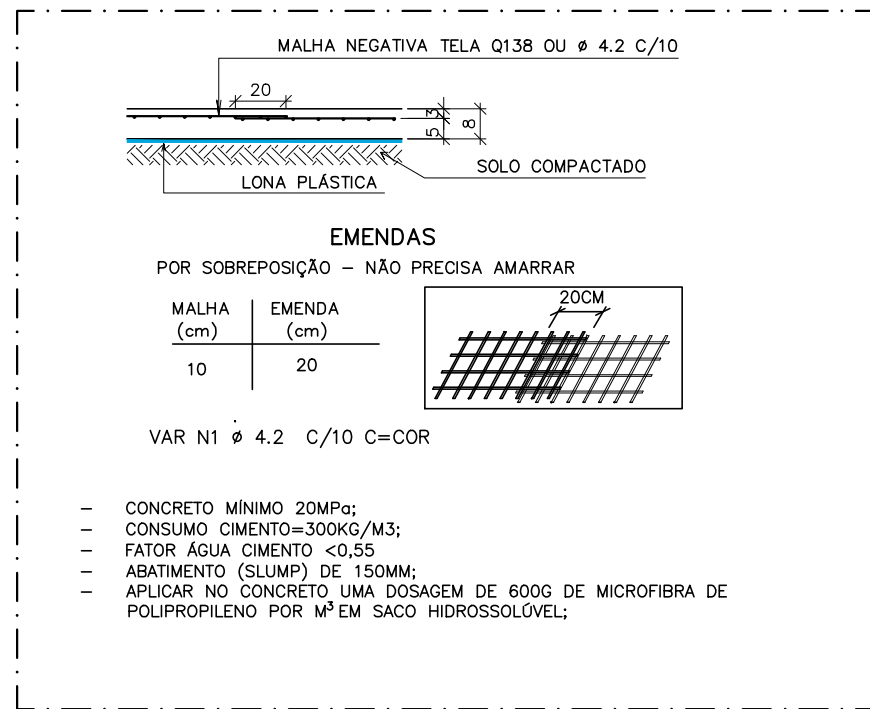 MALHA NEGATIVA TELA Q138 OU ø 4.2 C/10
20
3
5
8
SOLO COMPACTADO
LONA PLÁSTICA
EMENDAS
POR SOBREPOSIÇÃO – NÃO PRECISA AMARRAR
MALHA (cm) EMENDA (cm)
10 20
20CM
VAR N1 ø 4.2 C/10 C=COR
– CONCRETO MÍNIMO 20MPa;
– CONSUMO CIMENTO=300KG/M3;
– FATOR ÁGUA CIMENTO <0,55
– ABATIMENTO (SLUMP) DE 150MM;
– APLICAR NO CONCRETO UMA DOSAGEM DE 600G DE MICROFIBRA DE
POLIPROPILENO POR M³ EM SACO HIDROSSOLÚVEL;